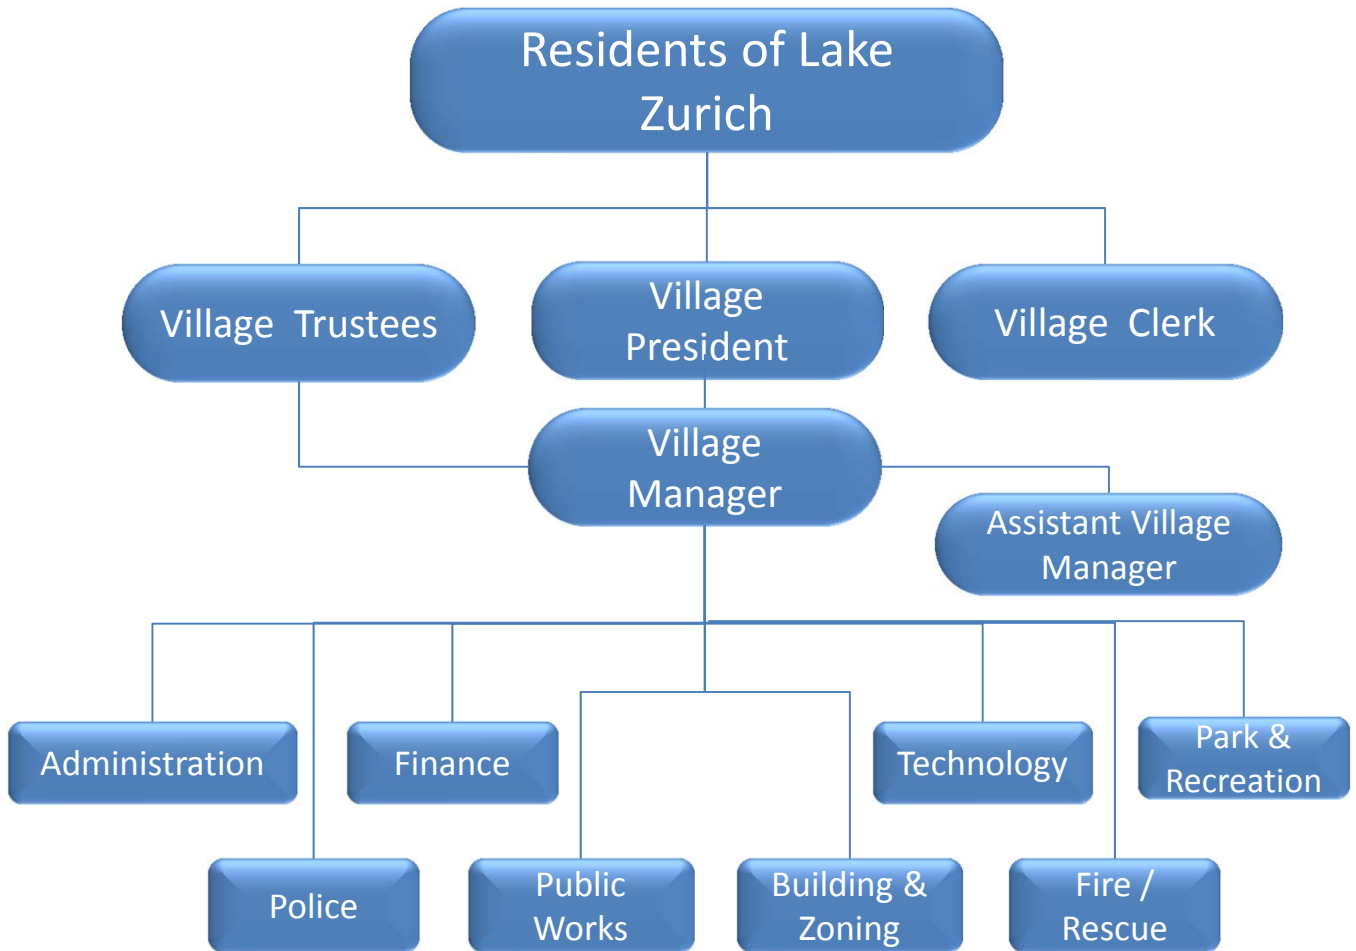 Residents of Lake
Zurich
Village Trustees
Village
President
Village Clerk
Village
Manager
Assistant Village
Manager
Administration
Finance
Technology
Park &
Recreation
Police
Public
Works
Building &
Zoning
Fire /
Rescue